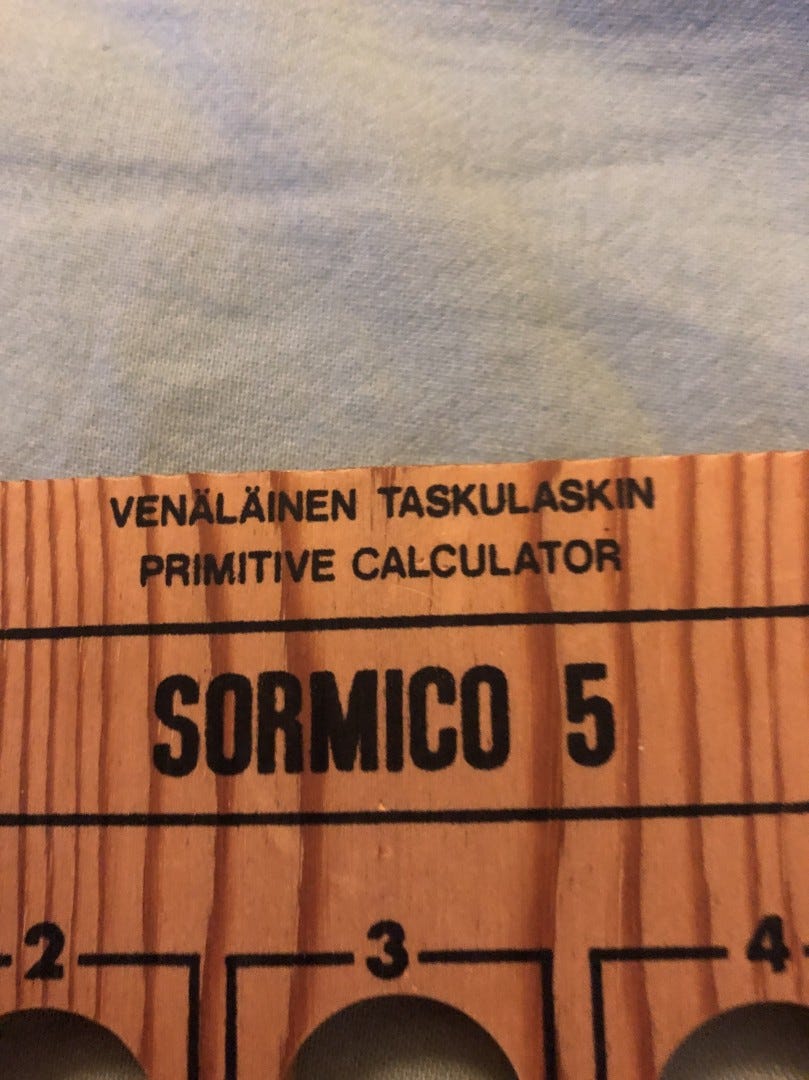 VENÄLÄINEN TASKULASKIN
PRIMITIVE CALCULATOR
SORMICO 5
2 3 4